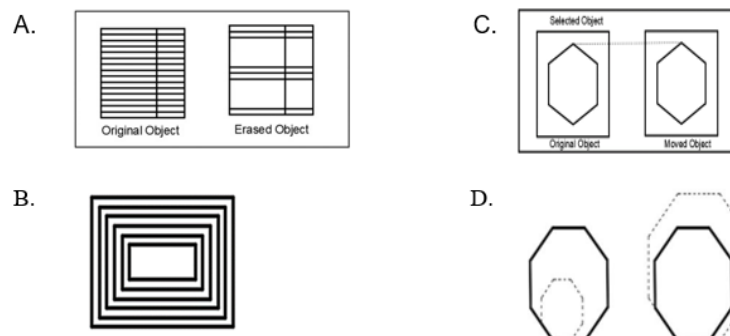 A.
Original Object Erased Object
B.
C.
Selected Object
Original Object Moved Object
D.